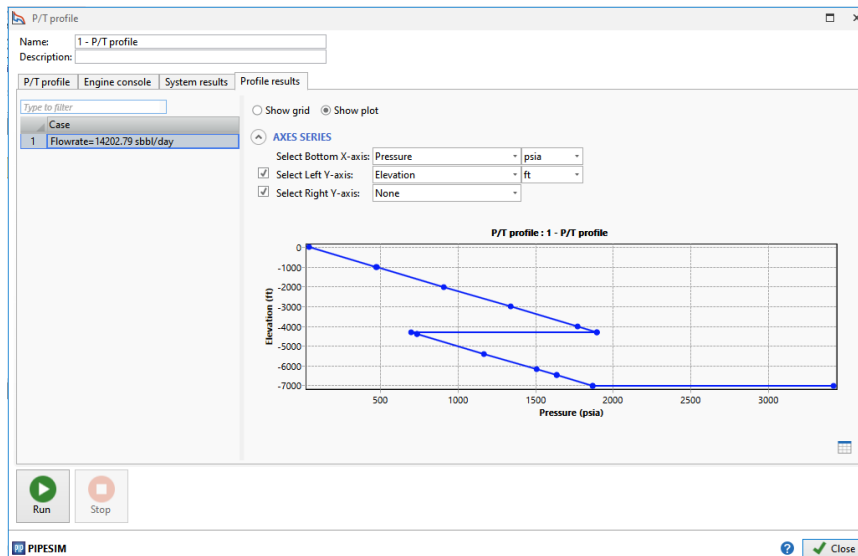 P/T profile
Name: 1 - P/T profile
Description:
P/T profile Engine console System results Profile results
Type to filter
Case
1 Flowrate=14202.79 sbbl/day
Show grid Show plot
AXES SERIES
Select Bottom X-axis: Pressure psia
Select Left Y-axis: Elevation ft
Select Right Y-axis: None
P/T profile : 1 - P/T profile
Elevation (ft)
0
-1000
-2000
-3000
-4000
-5000
-6000
-7000
500 1000 1500 2000 2500 3000
Pressure (psia)
Run Stop
PIPESIM
? Close